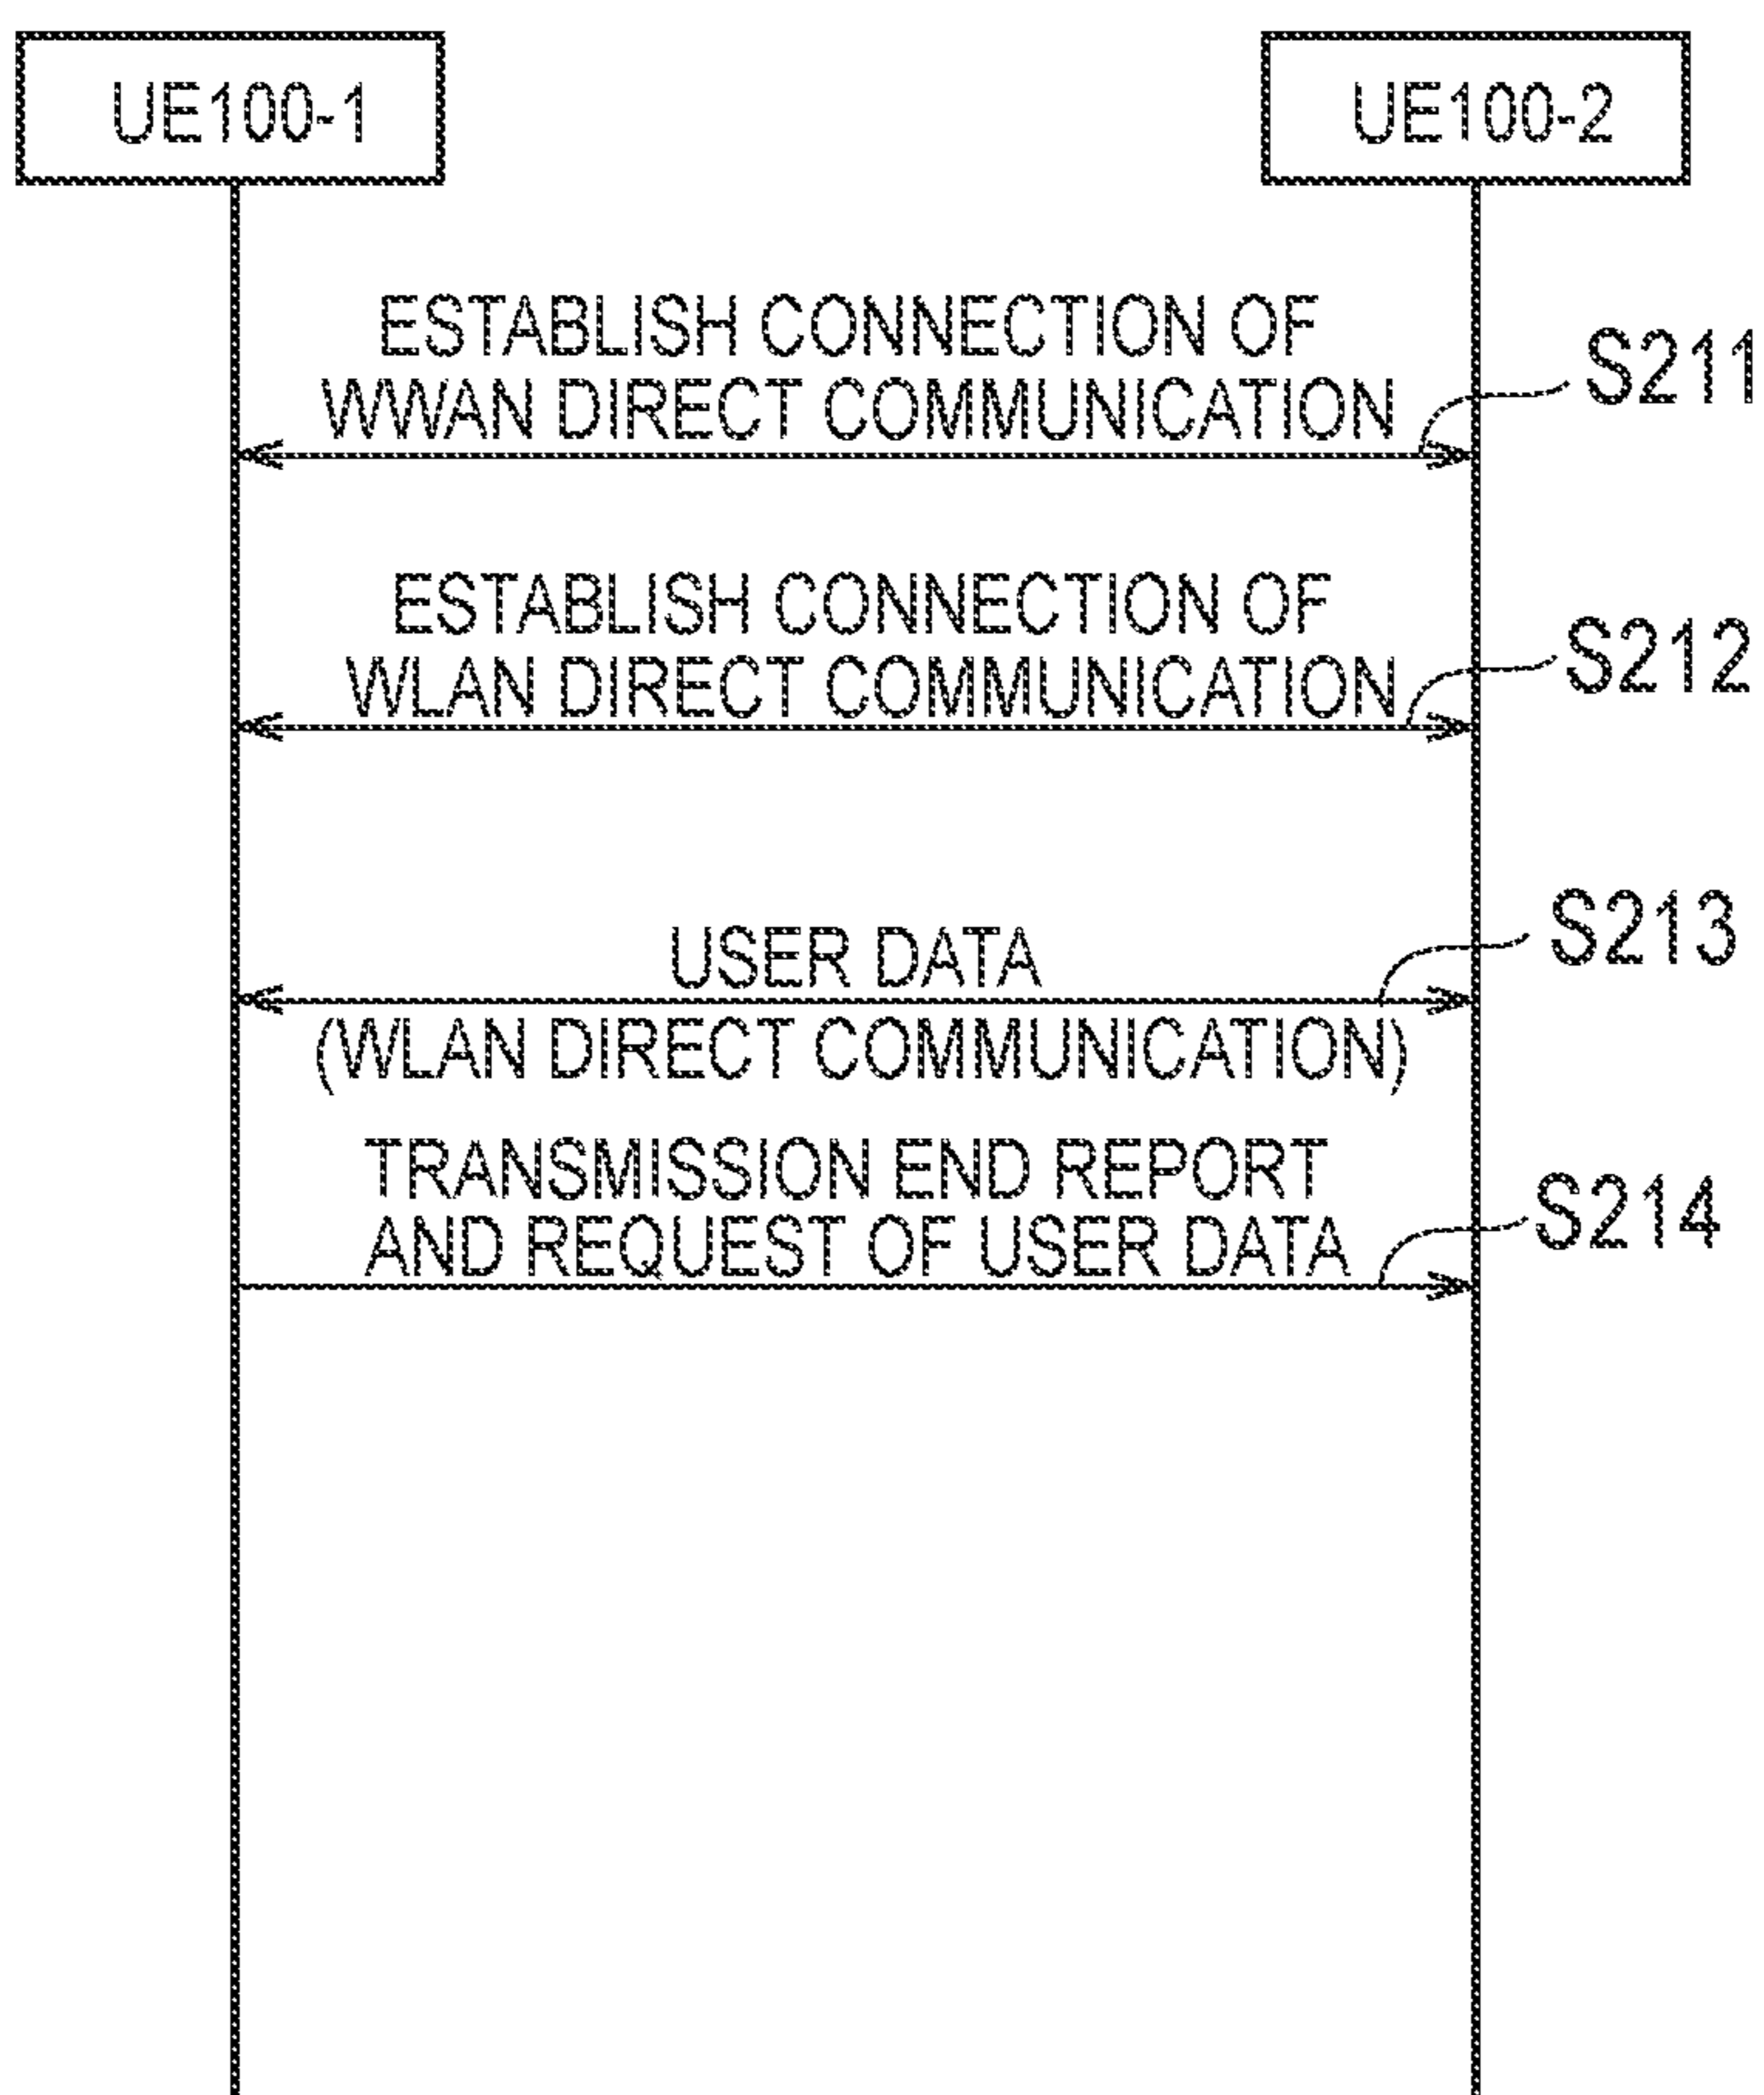 UE100-1
UE100-2
ESTABLISH CONNECTION OF
WWAN DIRECT COMMUNICATION
S211
ESTABLISH CONNECTION OF
WLAN DIRECT COMMUNICATION
S212
USER DATA
(WLAN DIRECT COMMUNICATION)
S213
TRANSMISSION END REPORT
AND REQUEST OF USER DATA
S214